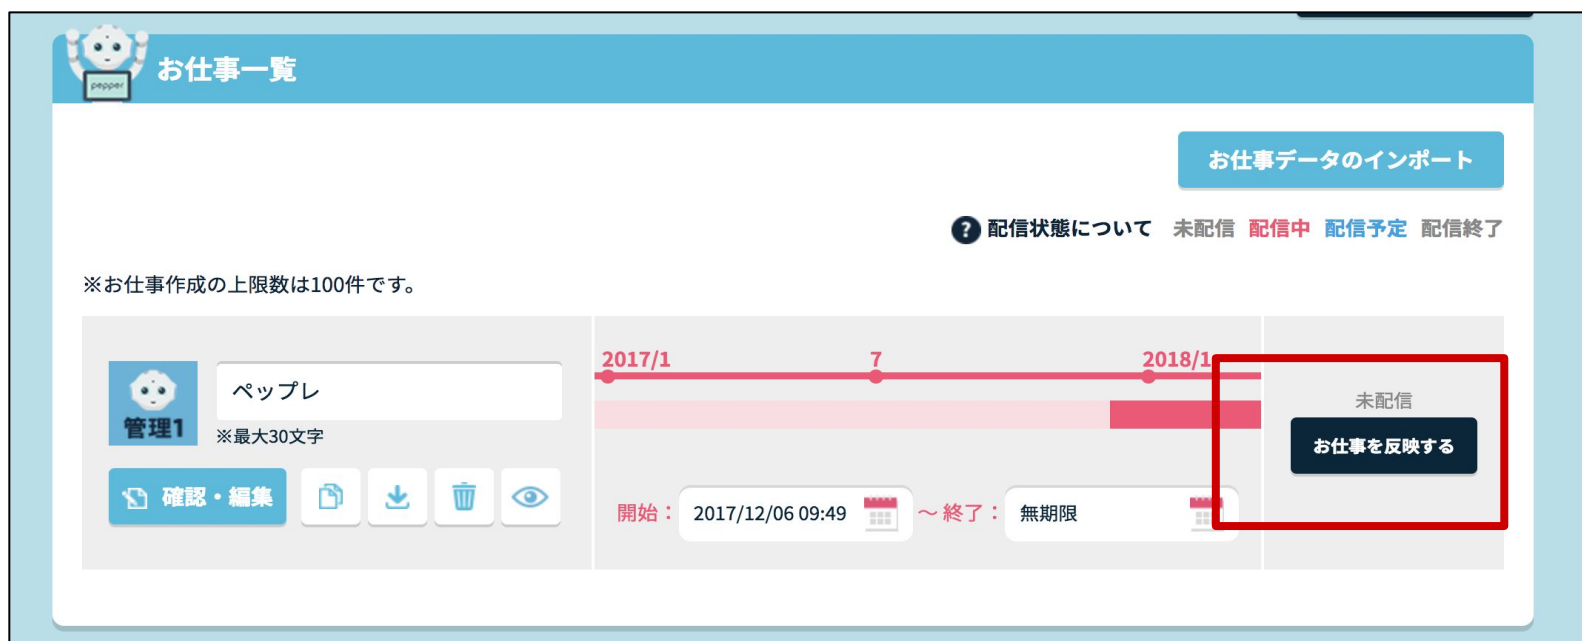 pepper
お仕事一覧
お仕事データのインポート
? 配信状態について 未配信 配信中 配信予定 配信終了
※お仕事作成の上限数は100件です。
2017/1 7 2018/1
管理1
ペップレ
※最大30文字
未配信
お仕事を反映する
確認・編集
開始： 2017/12/06 09:49 ～終了： 無期限